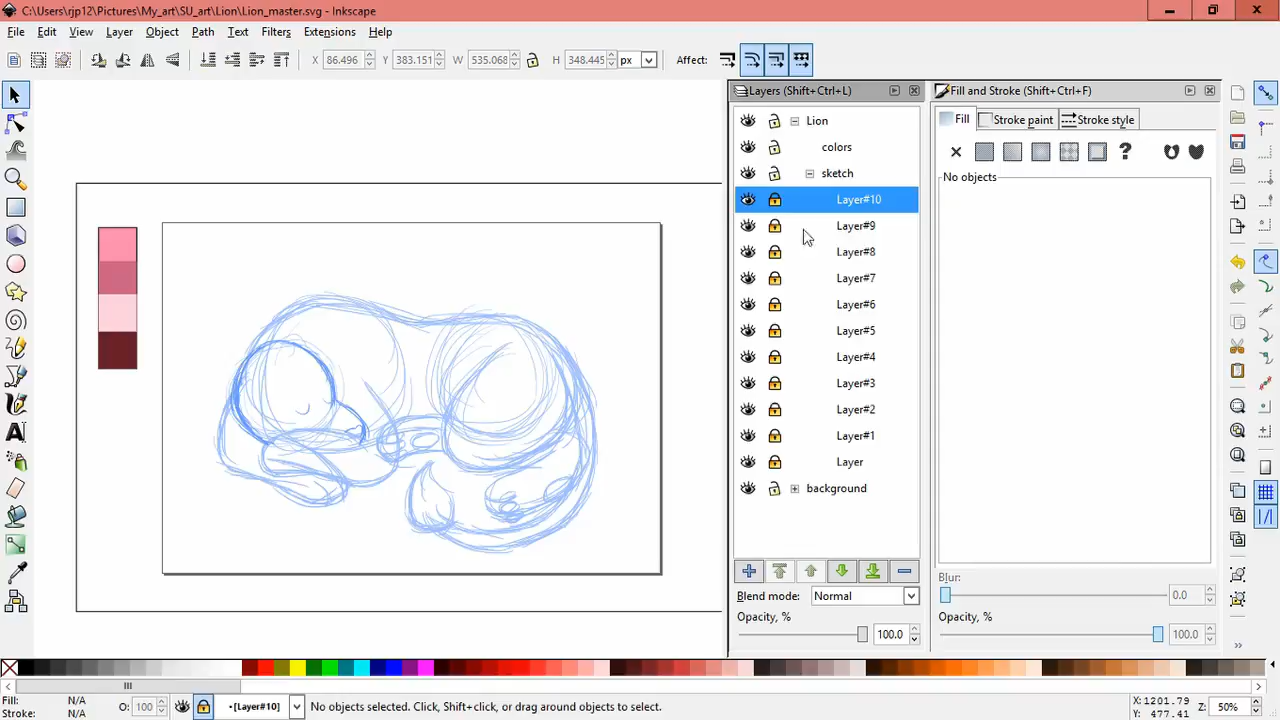 C:\Users\rjp12\Pictures\My_art\SU_art\Lion\Lion_master.svg - Inkscape
File Edit View Layer Object Path Text Filters Extensions Help
X 86.496 Y 383.151 W 535.068 H 348.445 px Affect:
Layers (Shift+Ctrl+L)
Lion
colors
sketch
Layer#10
Layer#9
Layer#8
Layer#7
Layer#6
Layer#5
Layer#4
Layer#3
Layer#2
Layer#1
Layer
background
Blend mode: Normal
Opacity, %
100.0
Fill and Stroke (Shift+Ctrl+F)
Fill Stroke paint Stroke style
No objects
Blur:
0.0
Opacity, %
100.0
Fill: N/A
Stroke: N/A
O: 100
•[Layer#10]
No objects selected. Click, Shift+click, or drag around objects to select.
X:1201.79
Y: 477.41
Z: 50%